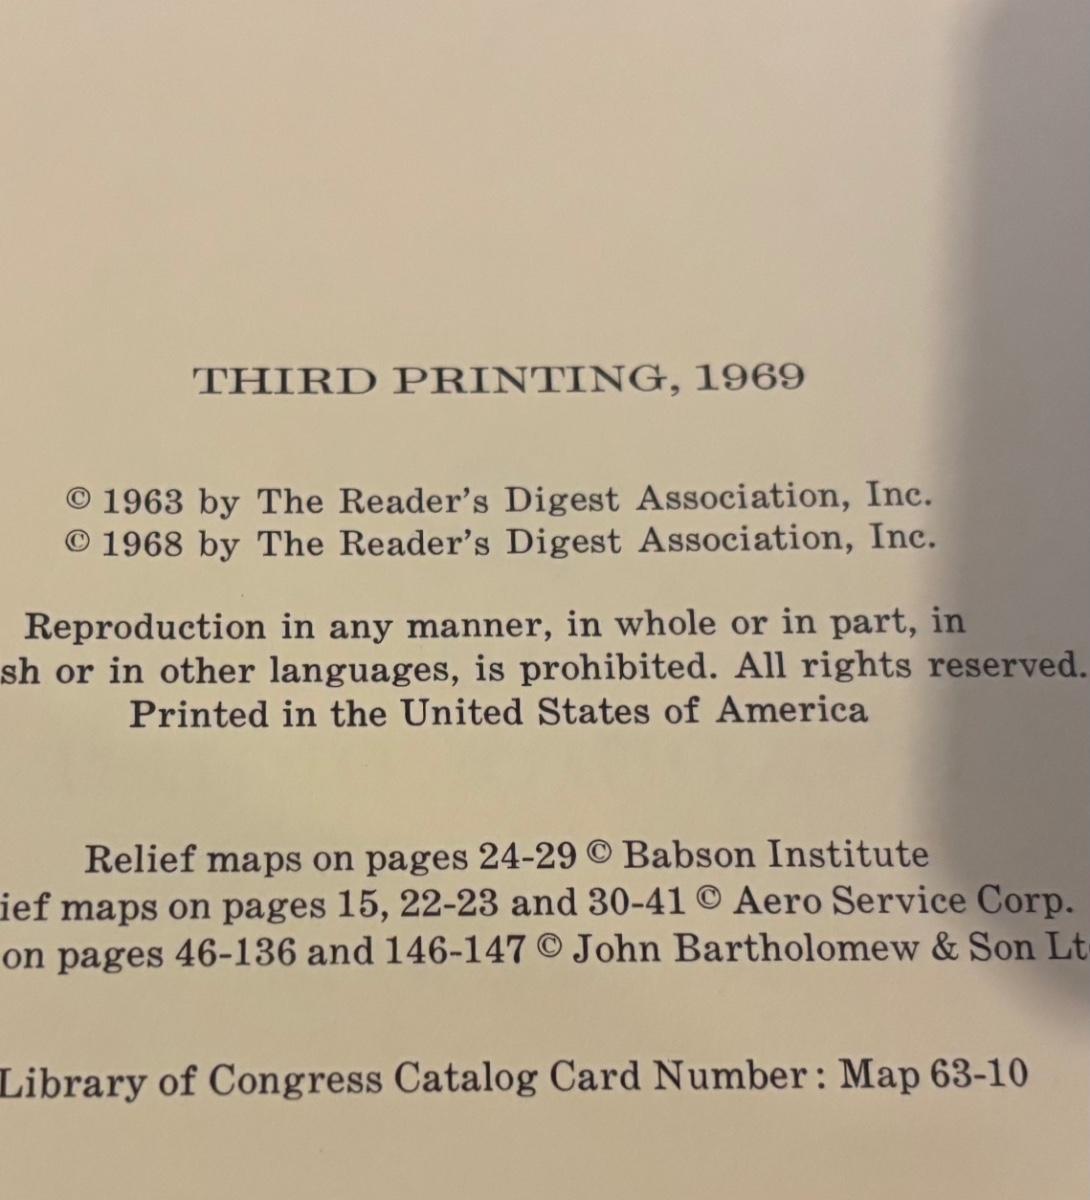 THIRD PRINTING, 1969
© 1963 by The Reader's Digest Association, Inc.
© 1968 by The Reader's Digest Association, Inc.
Reproduction in any manner, in whole or in part, in
sh or in other languages, is prohibited. All rights reserved.
Printed in the United States of America
Relief maps on pages 24-29 © Babson Institute
ief maps on pages 15, 22-23 and 30-41 © Aero Service Corp.
on pages 46-136 and 146-147 © John Bartholomew & Son Lt
Library of Congress Catalog Card Number: Map 63-10